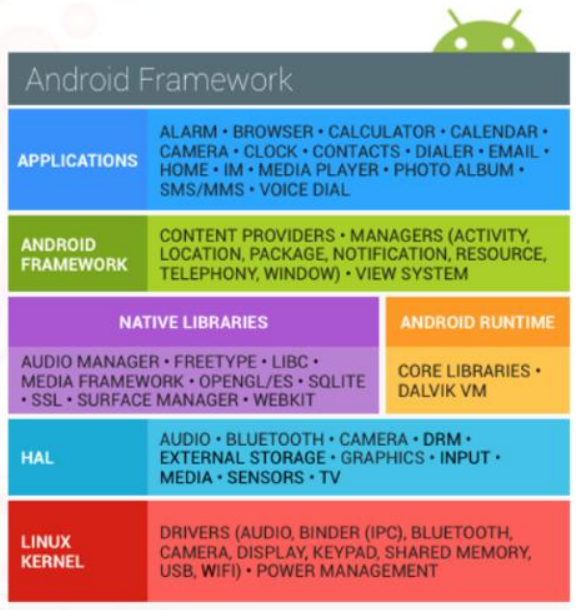 Android Framework
APPLICATIONS
ALARM • BROWSER • CALCULATOR • CALENDAR •
CAMERA • CLOCK • CONTACTS • DIALER • EMAIL •
HOME • IM • MEDIA PLAYER • PHOTO ALBUM •
SMS/MMS • VOICE DIAL
ANDROID
FRAMEWORK
CONTENT PROVIDERS • MANAGERS (ACTIVITY,
LOCATION, PACKAGE, NOTIFICATION, RESOURCE,
TELEPHONY, WINDOW) • VIEW SYSTEM
NATIVE LIBRARIES
AUDIO MANAGER • FREETYPE • LIBC •
MEDIA FRAMEWORK • OPENGL/ES • SQLITE
• SSL • SURFACE MANAGER • WEBKIT
ANDROID RUNTIME
CORE LIBRARIES •
DALVIK VM
HAL
AUDIO • BLUETOOTH • CAMERA • DRM •
EXTERNAL STORAGE • GRAPHICS • INPUT •
MEDIA • SENSORS • TV
LINUX
KERNEL
DRIVERS (AUDIO, BINDER (IPC), BLUETOOTH,
CAMERA, DISPLAY, KEYPAD, SHARED MEMORY,
USB, WIFI) • POWER MANAGEMENT